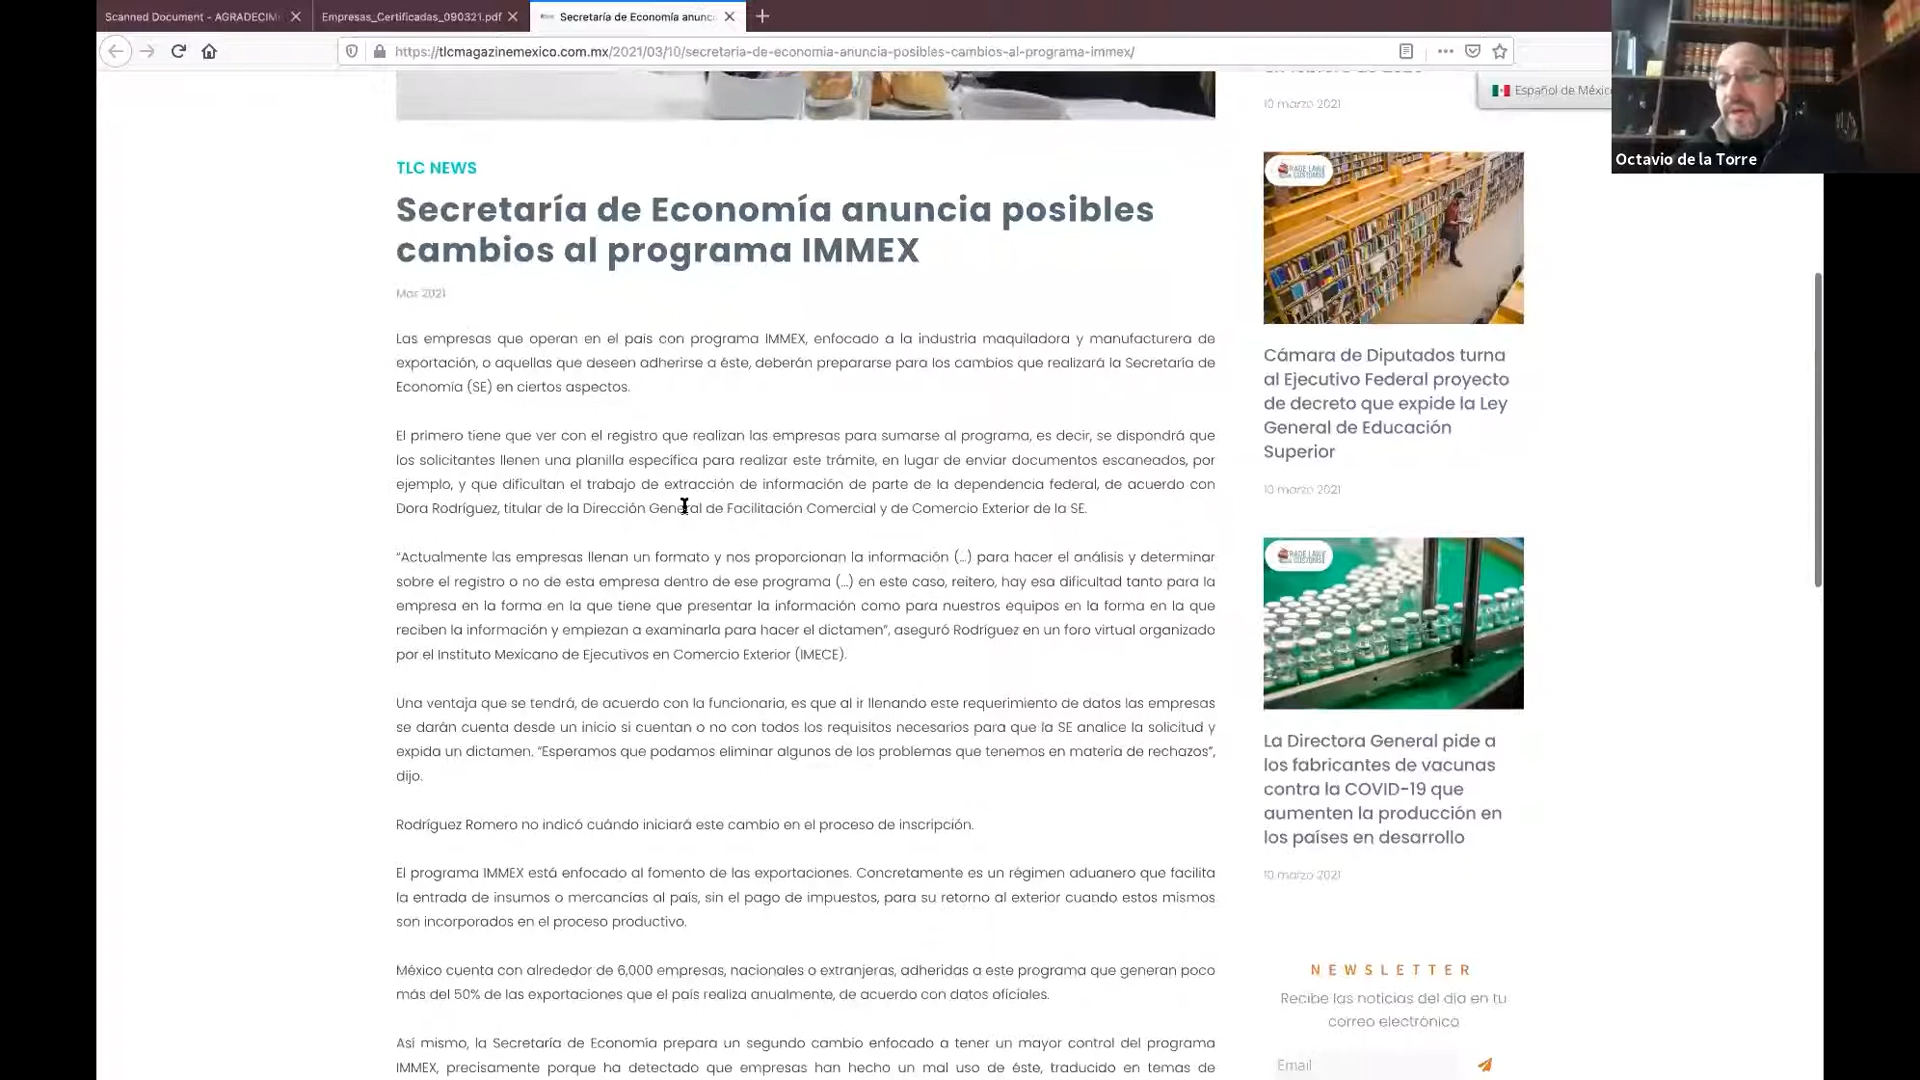 Scanned Document - AGRADECIM
Empresas_Certificadas_090321.pdf
Secretaría de Economía anunc
https://tlcmagazinemexico.com.mx/2021/03/10/secretaria-de-economia-anuncia-posibles-cambios-al-programa-immex/
Español de México
Octavio de la Torre
TLC NEWS
Secretaría de Economía anuncia posibles
cambios al programa IMMEX
Mar 2021
Las empresas que operan en el país con programa IMMEX, enfocado a la industria maquiladora y manufacturera de
exportación, o aquellas que deseen adherirse a éste, deberán prepararse para los cambios que realizará la Secretaría de
Economía (SE) en ciertos aspectos.
El primero tiene que ver con el registro que realizan las empresas para sumarse al programa, es decir, se dispondrá que
los solicitantes llenen una planilla específica para realizar este trámite, en lugar de enviar documentos escaneados, por
ejemplo, y que dificultan el trabajo de extracción de información de parte de la dependencia federal, de acuerdo con
Dora Rodríguez, titular de la Dirección General de Facilitación Comercial y de Comercio Exterior de la SE.
“Actualmente las empresas llenan un formato y nos proporcionan la información (…) para hacer el análisis y determinar
sobre el registro o no de esta empresa dentro de ese programa (…) en este caso, reitero, hay esa dificultad tanto para la
empresa en la forma en la que tiene que presentar la información como para nuestros equipos en la forma en la que
reciben la información y empiezan a examinarla para hacer el dictamen”, aseguró Rodríguez en un foro virtual organizado
por el Instituto Mexicano de Ejecutivos en Comercio Exterior (IMECE).
Una ventaja que se tendrá, de acuerdo con la funcionaria, es que al ir llenando este requerimiento de datos las empresas
se darán cuenta desde un inicio si cuentan o no con todos los requisitos necesarios para que la SE analice la solicitud y
expida un dictamen. “Esperamos que podamos eliminar algunos de los problemas que tenemos en materia de rechazos”,
dijo.
Rodríguez Romero no indicó cuándo iniciará este cambio en el proceso de inscripción.
El programa IMMEX está enfocado al fomento de las exportaciones. Concretamente es un régimen aduanero que facilita
la entrada de insumos o mercancías al país, sin el pago de impuestos, para su retorno al exterior cuando estos mismos
son incorporados en el proceso productivo.
México cuenta con alrededor de 6,000 empresas, nacionales o extranjeras, adheridas a este programa que generan poco
más del 50% de las exportaciones que el país realiza anualmente, de acuerdo con datos oficiales.
Así mismo, la Secretaría de Economía prepara un segundo cambio enfocado a tener un mayor control del programa
IMMEX, precisamente porque ha detectado que empresas han hecho un mal uso de éste, traducido en temas de
10 marzo 2021
Cámara de Diputados turna
al Ejecutivo Federal proyecto
de decreto que expide la Ley
General de Educación
Superior
10 marzo 2021
La Directora General pide a
los fabricantes de vacunas
contra la COVID-19 que
aumenten la producción en
los países en desarrollo
10 marzo 2021
NEWSLETTER
Recibe las noticias del día en tu
correo electrónico
Email